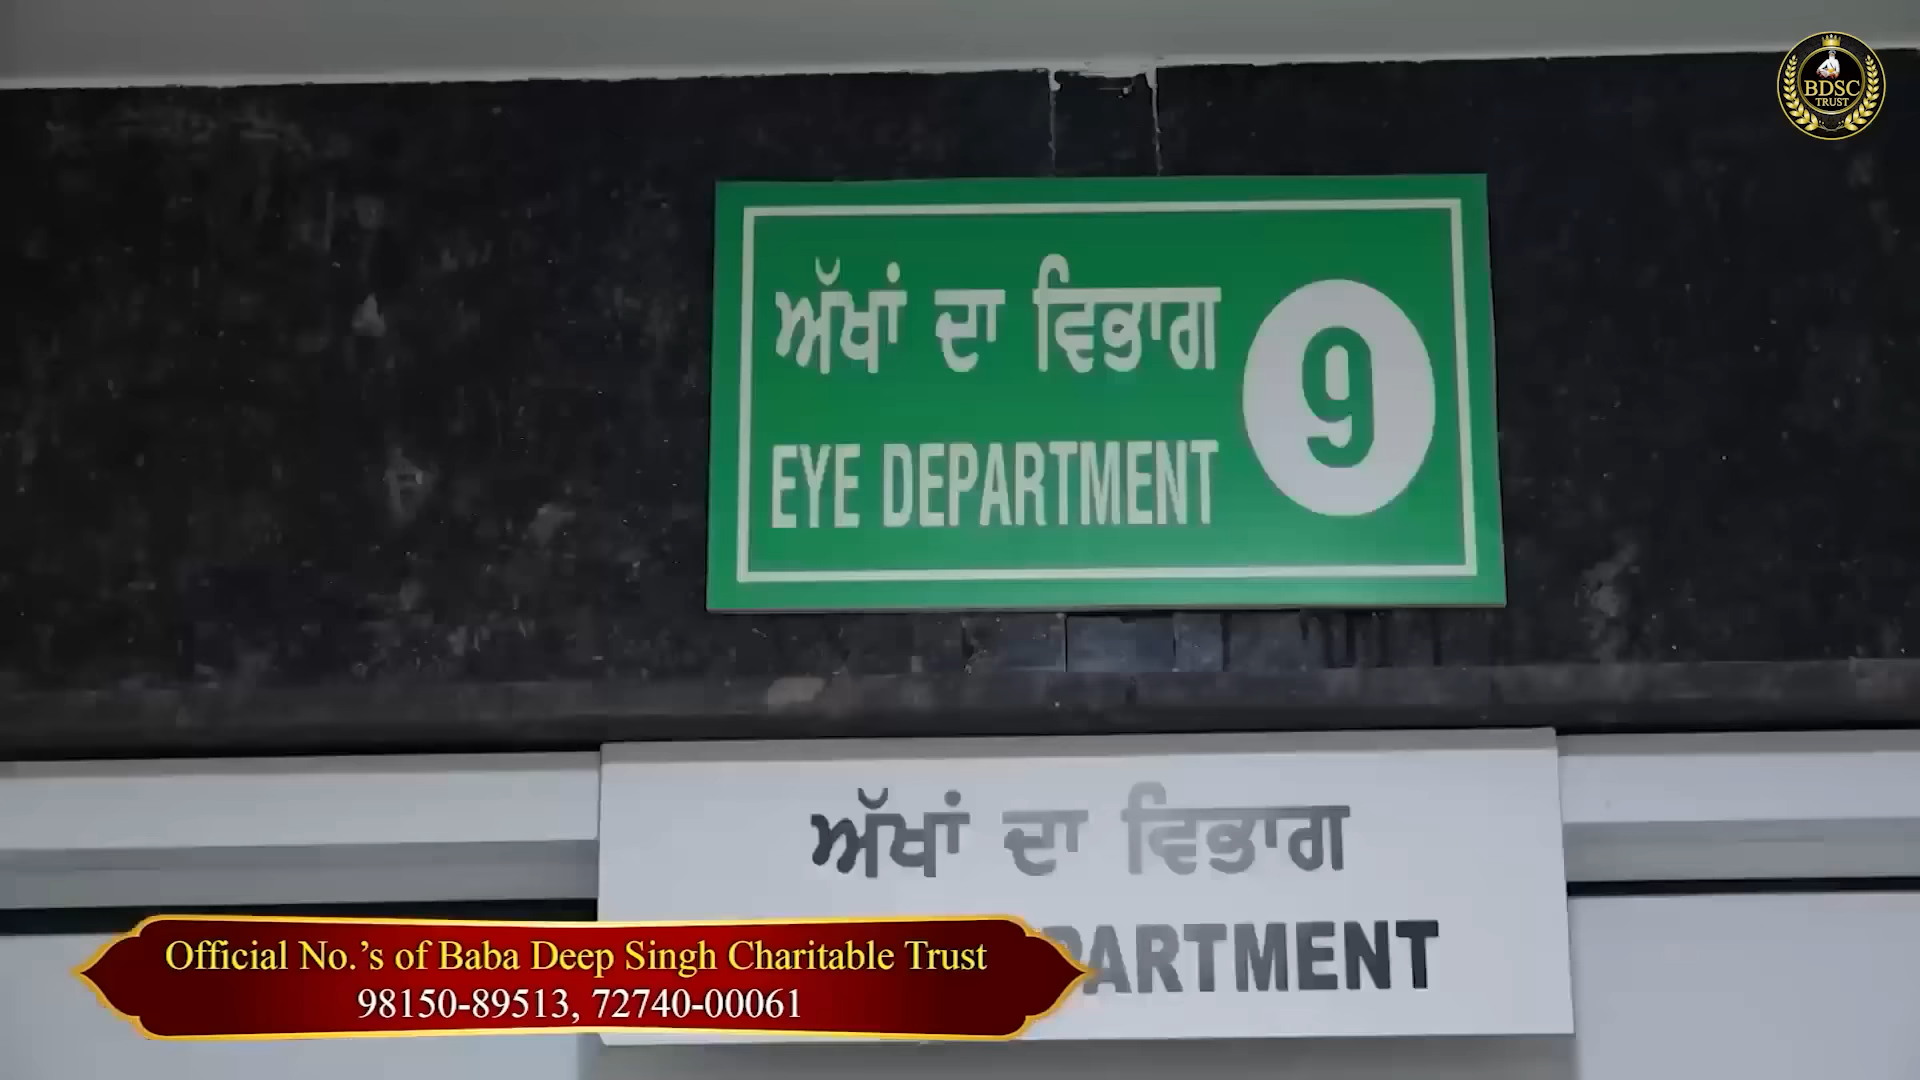 BDSC
TRUST
ਅੱਖਾਂ ਦਾ ਵਿਭਾਗ
9
EYE DEPARTMENT
ਅੱਖਾਂ ਦਾ ਵਿਭਾਗ
PARTMENT
Official No.’s of Baba Deep Singh Charitable Trust
98150-89513, 72740-00061